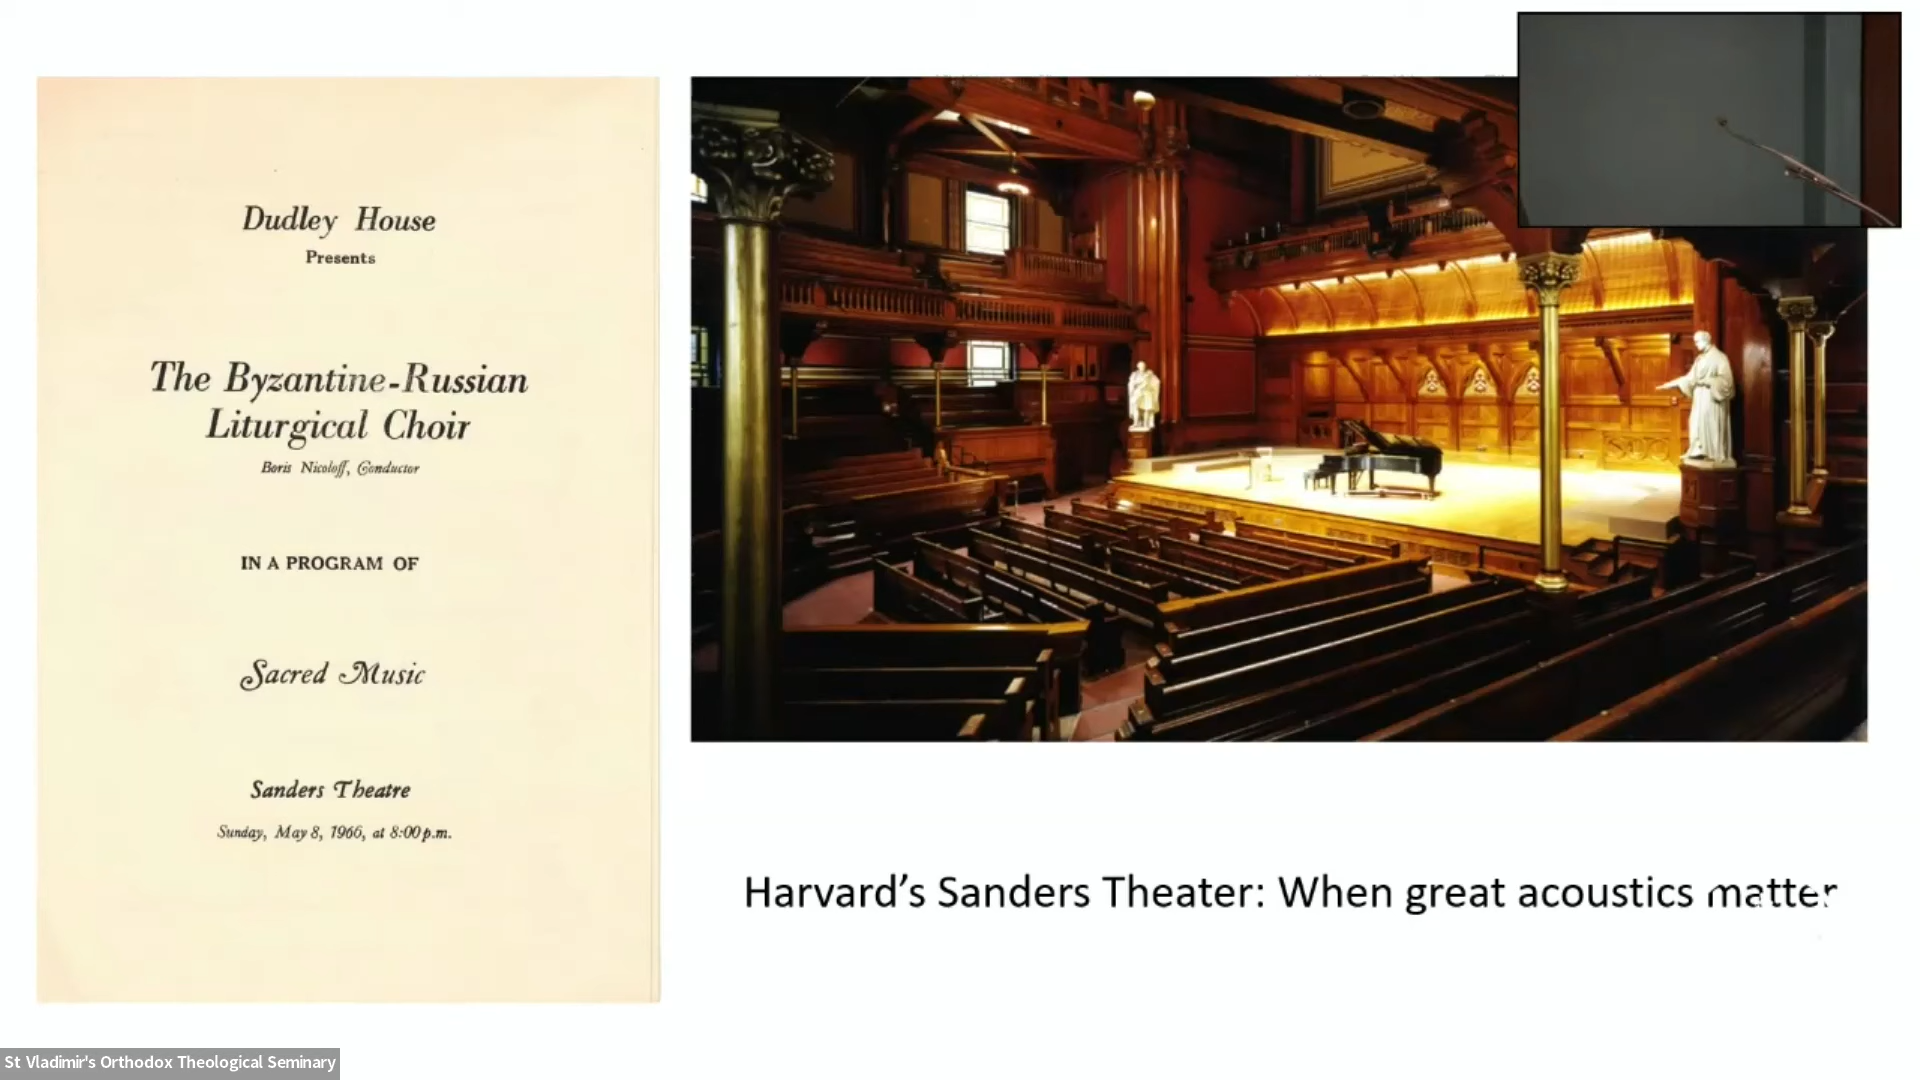 Dudley House
Presents
The Byzantine-Russian
Liturgical Choir
Boris Nicoloff, Conductor
IN A PROGRAM OF
Sacred Music
Sanders Theatre
Sunday, May 8, 1966, at 8:00 p.m.
Harvard’s Sanders Theater: When great acoustics matter
St Vladimir's Orthodox Theological Seminary